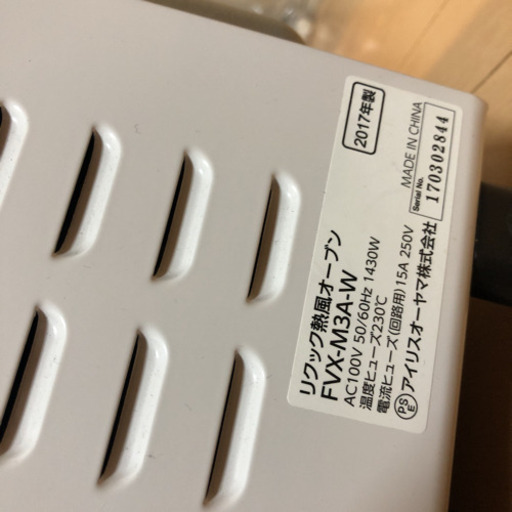 リクック熱風オーブン
FVX-M3A-W
AC100V 50/60Hz 1430W
温度ヒューズ230℃
電流ヒューズ(回路用)15A 250V
PSE アイリスオーヤマ株式会社
2017年製
MADE IN CHINA
Serial No. 170302844